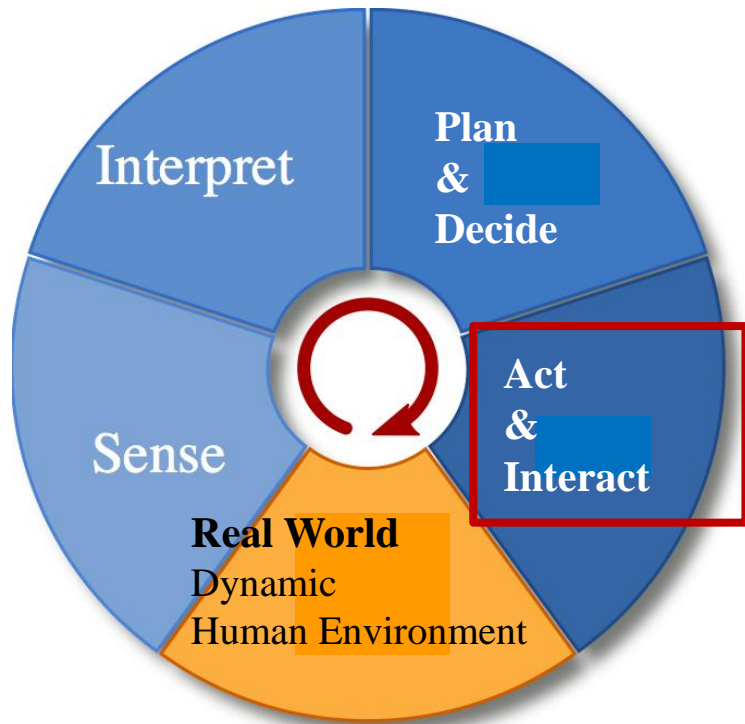 Interpret
Plan
&
Decide
Act
&
Interact
Sense
Real World
Dynamic
Human Environment